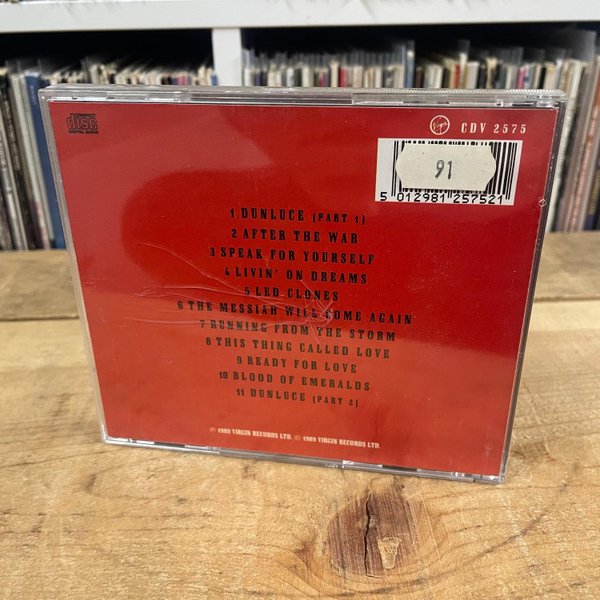 disc
DIGITAL AUDIO
Virgin
CDV 2575
91
5 012981 257521
1 DUNLUCE (PART 1)
2 AFTER THE WAR
3 SPEAK FOR YOURSELF
4 LIVIN' ON DREAMS
5 LED CLONES
6 THE MESSIAH WILL COME AGAIN
7 RUNNING FROM THE STORM
8 THIS THING CALLED LOVE
9 READY FOR LOVE
10 BLOOD OF EMERALDS
11 DUNLUCE (PART 2)
℗ 1989 VIRGIN RECORDS LTD. © 1989 VIRGIN RECORDS LTD.